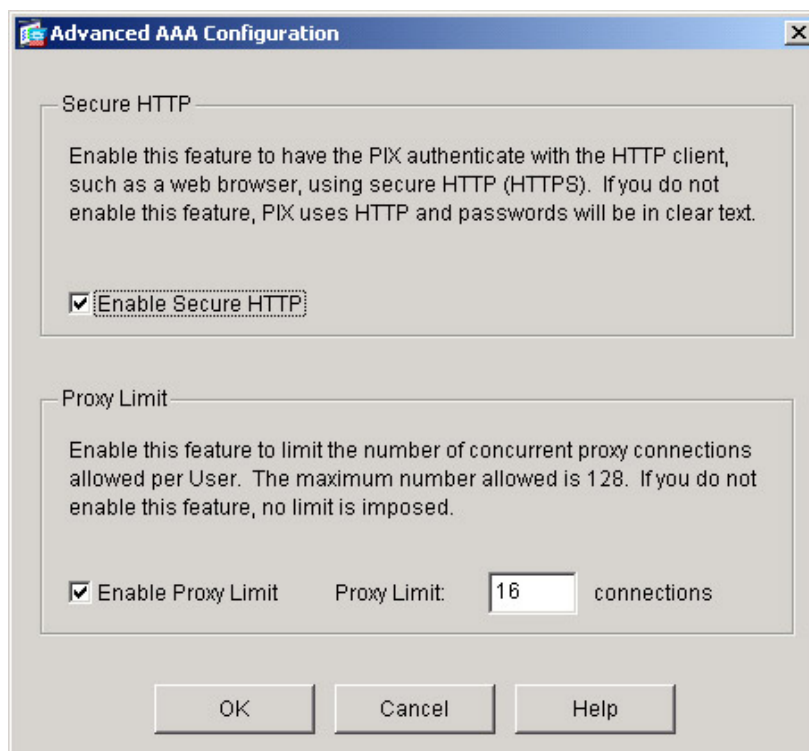 Advanced AAA Configuration
Secure HTTP
Enable this feature to have the PIX authenticate with the HTTP client,
such as a web browser, using secure HTTP (HTTPS).  If you do not
enable this feature, PIX uses HTTP and passwords will be in clear text.
Enable Secure HTTP
Proxy Limit
Enable this feature to limit the number of concurrent proxy connections
allowed per User.  The maximum number allowed is 128.  If you do not
enable this feature, no limit is imposed.
Enable Proxy Limit Proxy Limit: 16 connections
OK Cancel Help